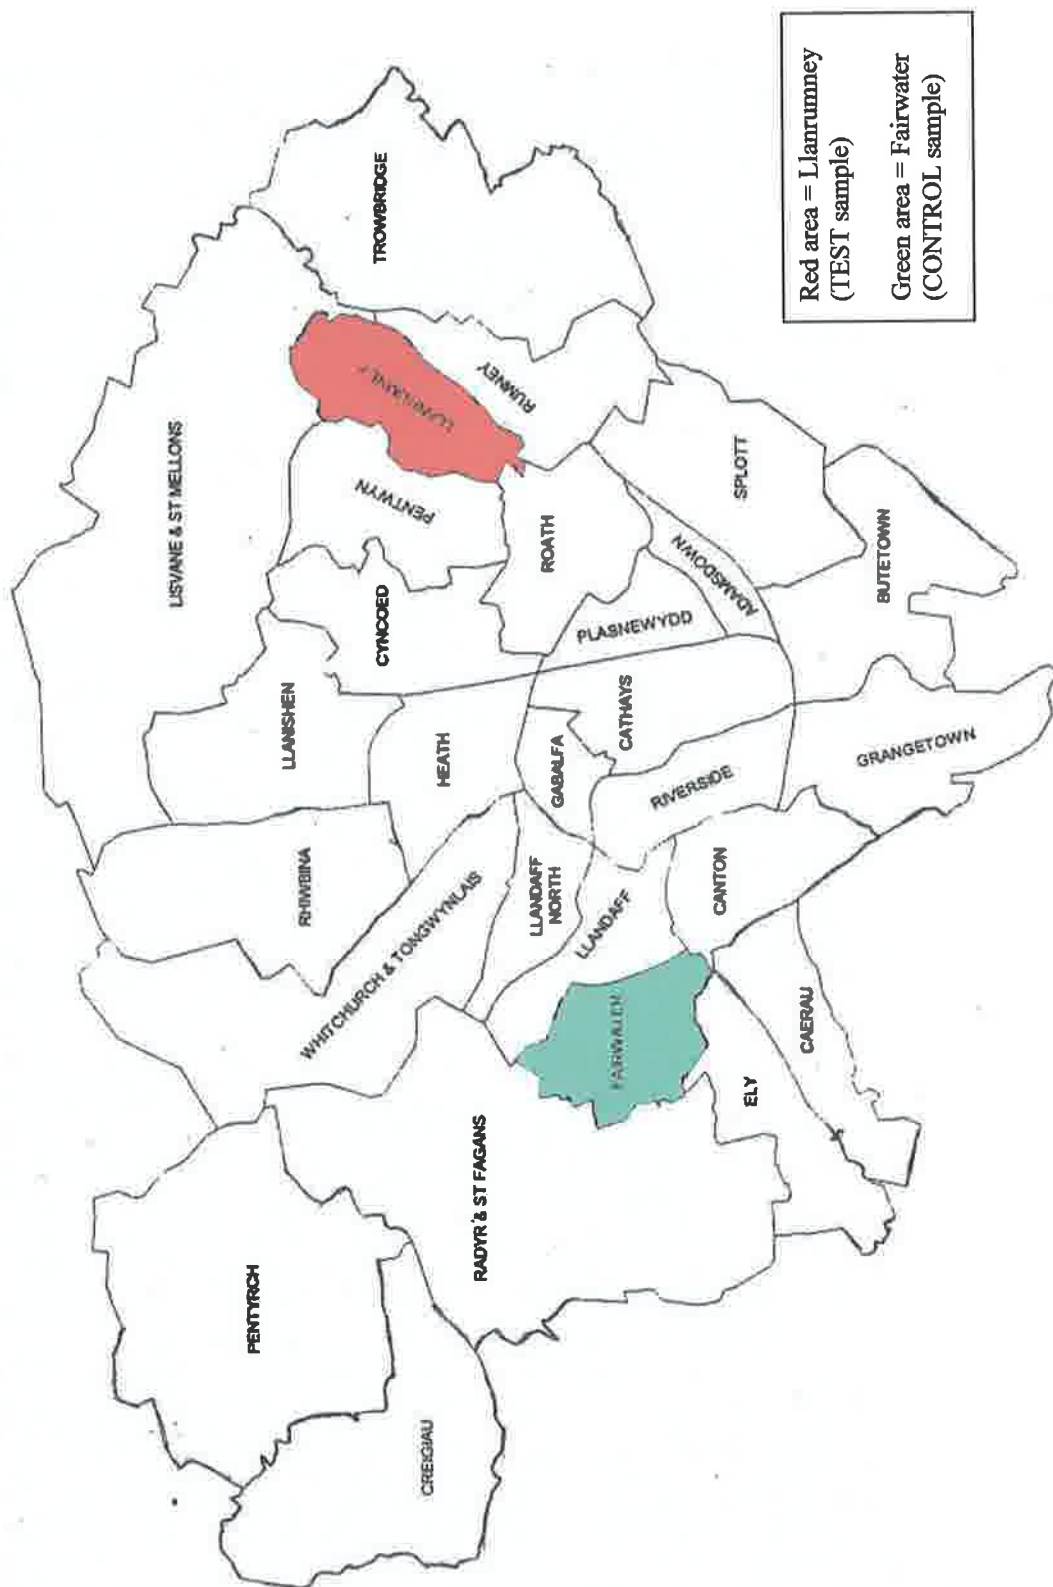 LISVANE & ST MELLONS
PENTYRCH
LLANISHEN
RHIWBINA
TROWBRIDGE
CYNCOED
WHITCHURCH & TONGWYNLAIS
PENTWYN
LLANRUMNEY
CREIGIAU
HEATH
RADYR & ST FAGANS
RUMNEY
LLANDAFF
NORTH
ROATH
GABALFA
LLANDAFF
FAIRWATER
CATHAYS
PLASNEWYDD
RIVERSIDE
ADAMSDOWN
CANTON
SPLOTT
ELY
CAERAU
BUTETOWN
GRANGETOWN
Red area = Llanrumney
(TEST sample)
Green area = Fairwater
(CONTROL sample)